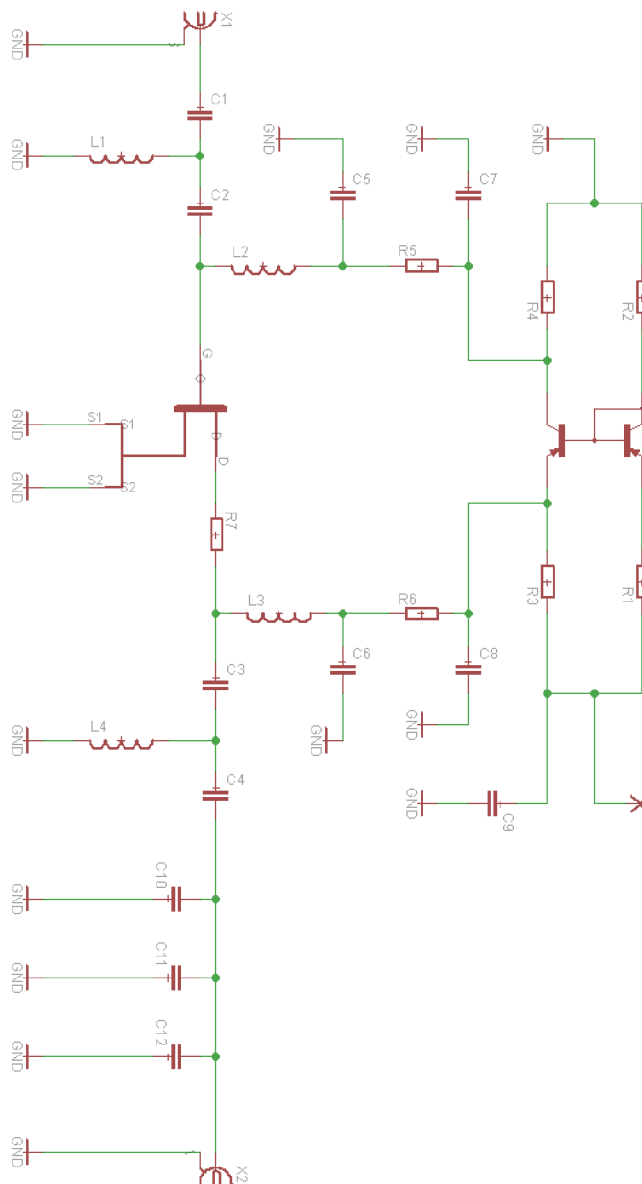 X1
GND
3
C1
L1
GND
GND
GND
GND
C2
C5
C7
L2
R5
R4
R2
G
D
D
S1
S1
GND
S2
S2
GND
R7
L3
R6
R3
R1
C3
C6
C8
GND
L4
GND
GND
C4
GND
C9
C10
GND
C11
GND
C12
GND
GND
X2